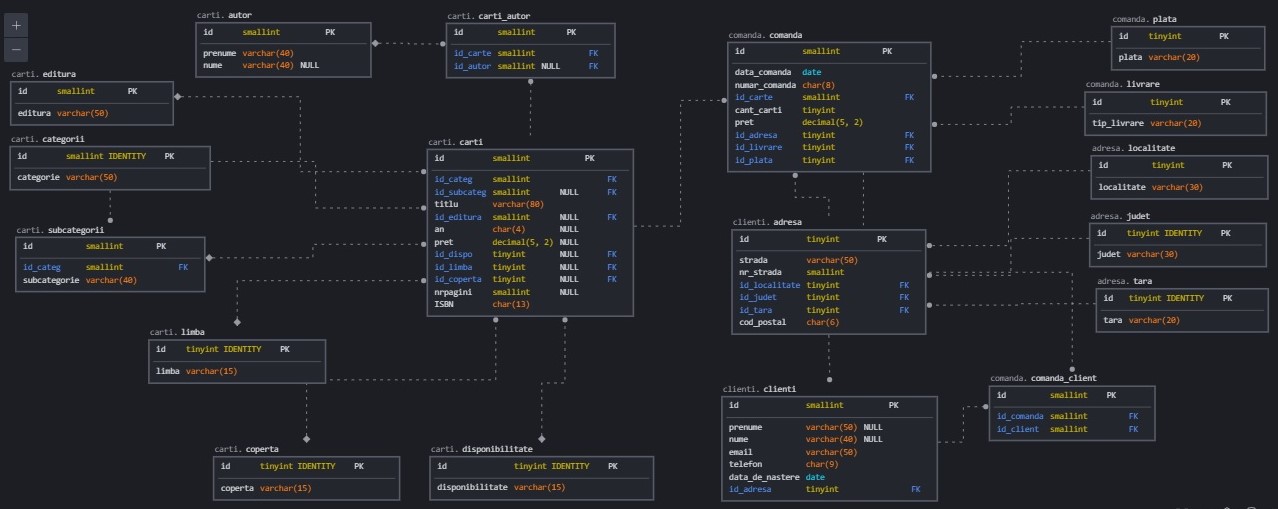 +
−
carti. autor
id smallint PK
prenume varchar(40)
nume varchar(40) NULL
carti. carti_autor
id smallint PK
id_carte smallint FK
id_autor smallint NULL FK
carti. editura
id smallint PK
editura varchar(50)
carti. categorii
id smallint IDENTITY PK
categorie varchar(50)
carti. subcategorii
id smallint PK
id_categ smallint FK
subcategorie varchar(40)
carti. carti
id smallint PK
id_categ smallint FK
id_subcateg smallint NULL FK
titlu varchar(80)
id_editura smallint NULL FK
an char(4) NULL
pret decimal(5, 2) NULL
id_dispo tinyint NULL FK
id_limba tinyint NULL FK
id_coperta tinyint NULL FK
nrpagini smallint NULL
ISBN char(13)
carti. limba
id tinyint IDENTITY PK
limba varchar(15)
carti. coperta
id tinyint IDENTITY PK
coperta varchar(15)
carti. disponibilitate
id tinyint IDENTITY PK
disponibilitate varchar(15)
comanda. comanda
id smallint PK
data_comanda date
numar_comanda char(8)
id_carte smallint FK
cant_carti tinyint
pret decimal(5, 2)
id_adresa tinyint FK
id_livrare tinyint FK
id_plata tinyint FK
comanda. plata
id tinyint PK
plata varchar(20)
comanda. livrare
id tinyint PK
tip_livrare varchar(20)
adresa. localitate
id tinyint PK
localitate varchar(30)
adresa. judet
id tinyint IDENTITY PK
judet varchar(30)
adresa. tara
id tinyint IDENTITY PK
tara varchar(20)
clienti. adresa
id tinyint PK
strada varchar(50)
nr_strada smallint
id_localitate tinyint FK
id_judet tinyint FK
id_tara tinyint FK
cod_postal char(6)
clienti. clienti
id smallint PK
prenume varchar(50) NULL
nume varchar(40) NULL
email varchar(50)
telefon char(9)
data_de_nastere date
id_adresa tinyint FK
comanda. comanda_client
id smallint PK
id_comanda smallint FK
id_client smallint FK